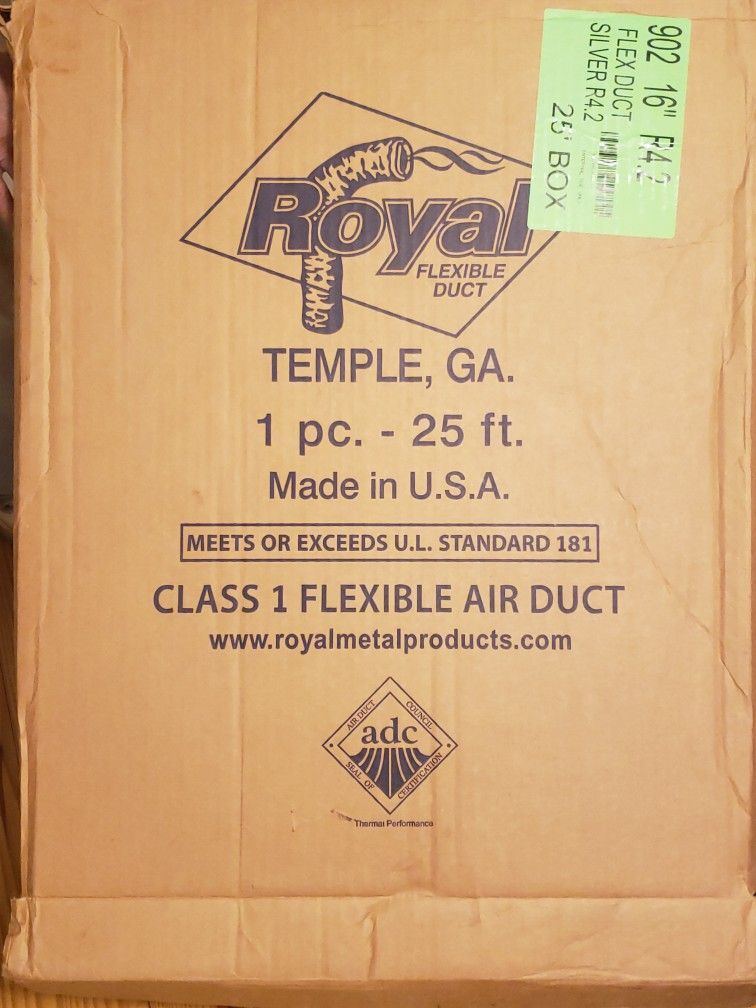 902 16" R4.2
FLEX DUCT
SILVER R4.2
25' BOX
Royal
FLEXIBLE
DUCT
TEMPLE, GA.
1 pc. - 25 ft.
Made in U.S.A.
MEETS OR EXCEEDS U.L. STANDARD 181
CLASS 1 FLEXIBLE AIR DUCT
www.royalmetalproducts.com
AIR DUCT COUNCIL
adc
SEAL OF CERTIFICATION
Thermal Performance